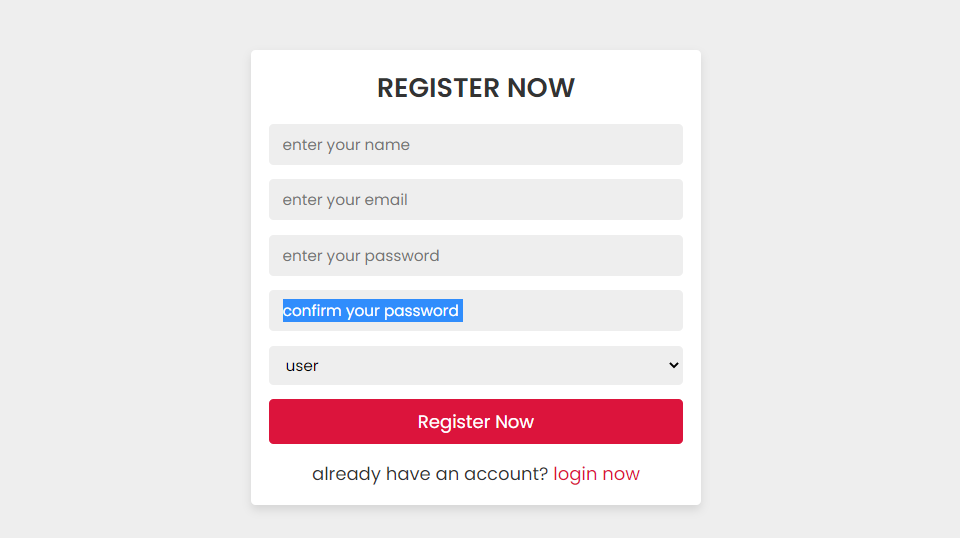 REGISTER NOW
enter your name
enter your email
enter your password
confirm your password
user
Register Now
already have an account? login now